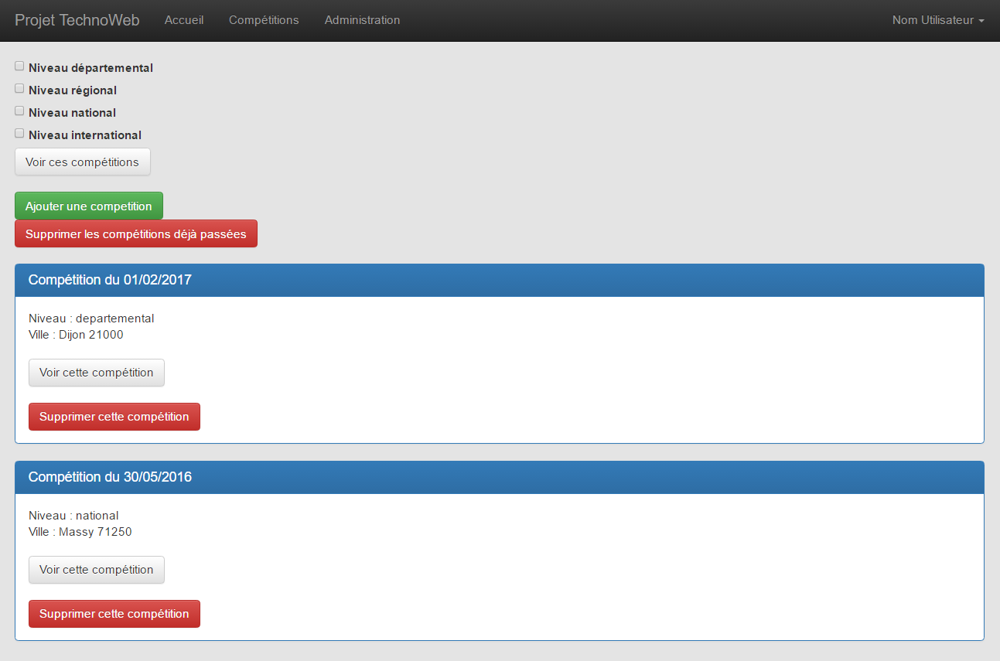 Projet TechnoWeb Accueil Compétitions Administration Nom Utilisateur
Niveau départemental
Niveau régional
Niveau national
Niveau international
Voir ces compétitions
Ajouter une competition
Supprimer les compétitions déjà passées
Compétition du 01/02/2017
Niveau : departemental
Ville : Dijon 21000
Voir cette compétition
Supprimer cette compétition
Compétition du 30/05/2016
Niveau : national
Ville : Massy 71250
Voir cette compétition
Supprimer cette compétition